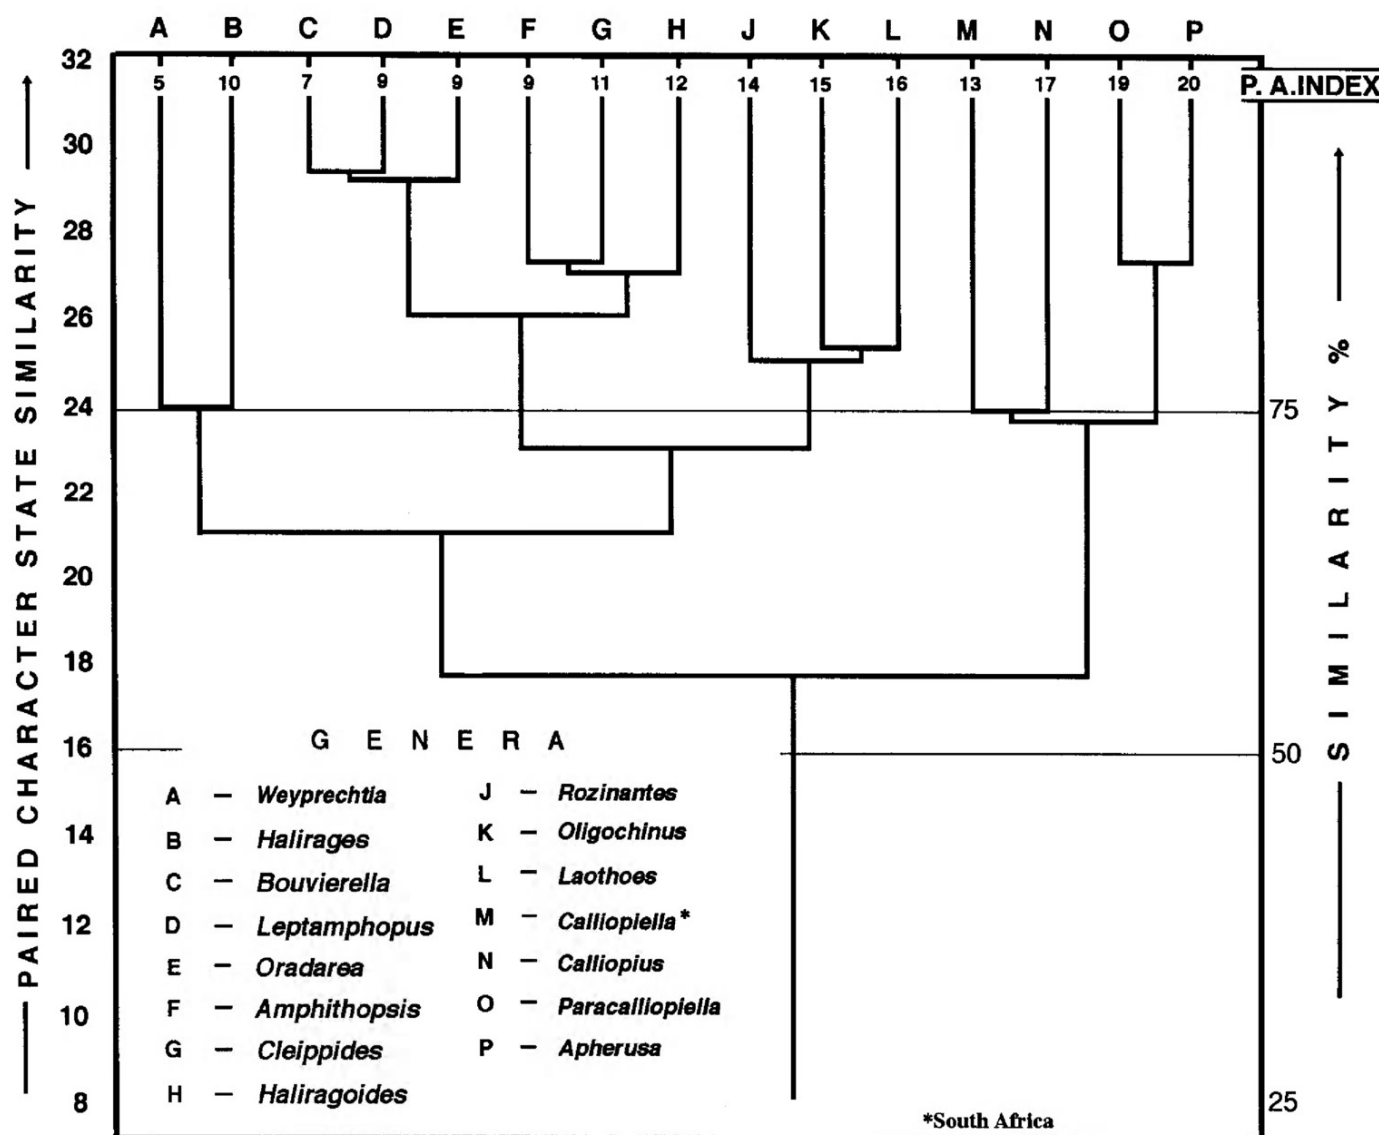 A B C D E F G H J K L M N O P
5 10 7 9 9 9 11 12 14 15 16 13 17 19 20 P. A.INDEX
PAIRED CHARACTER STATE SIMILARITY
32
30
28
26
24
22
20
18
16
14
12
10
8
75
50
25
SIMILARITY %
GENERA
A – Weyprechtia
B – Halirages
C – Bouvierella
D – Leptamphopus
E – Oradarea
F – Amphithopsis
G – Cleippides
H – Haliragoides
J – Rozinantes
K – Oligochinus
L – Laothoes
M – Calliopiella*
N – Calliopius
O – Paracalliopiella
P – Apherusa
*South Africa